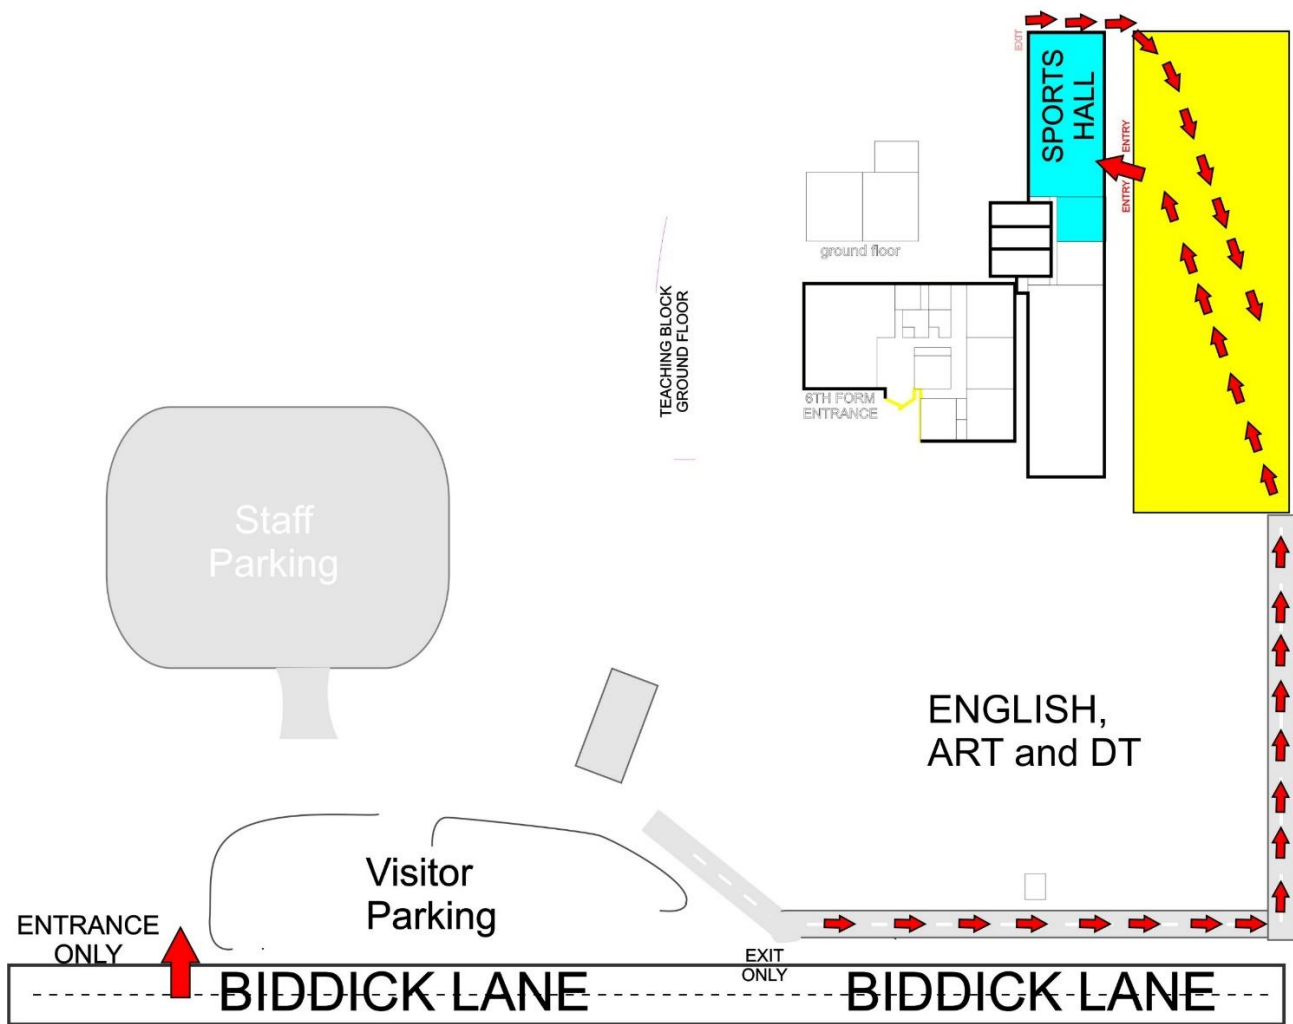 EXIT
SPORTS
HALL
ENTRY
ENTRY
ground floor
TEACHING BLOCK
GROUND FLOOR
6TH FORM
ENTRANCE
Staff
Parking
ENGLISH,
ART and DT
Visitor
Parking
ENTRANCE
ONLY
EXIT
ONLY
BIDDICK LANE
BIDDICK LANE